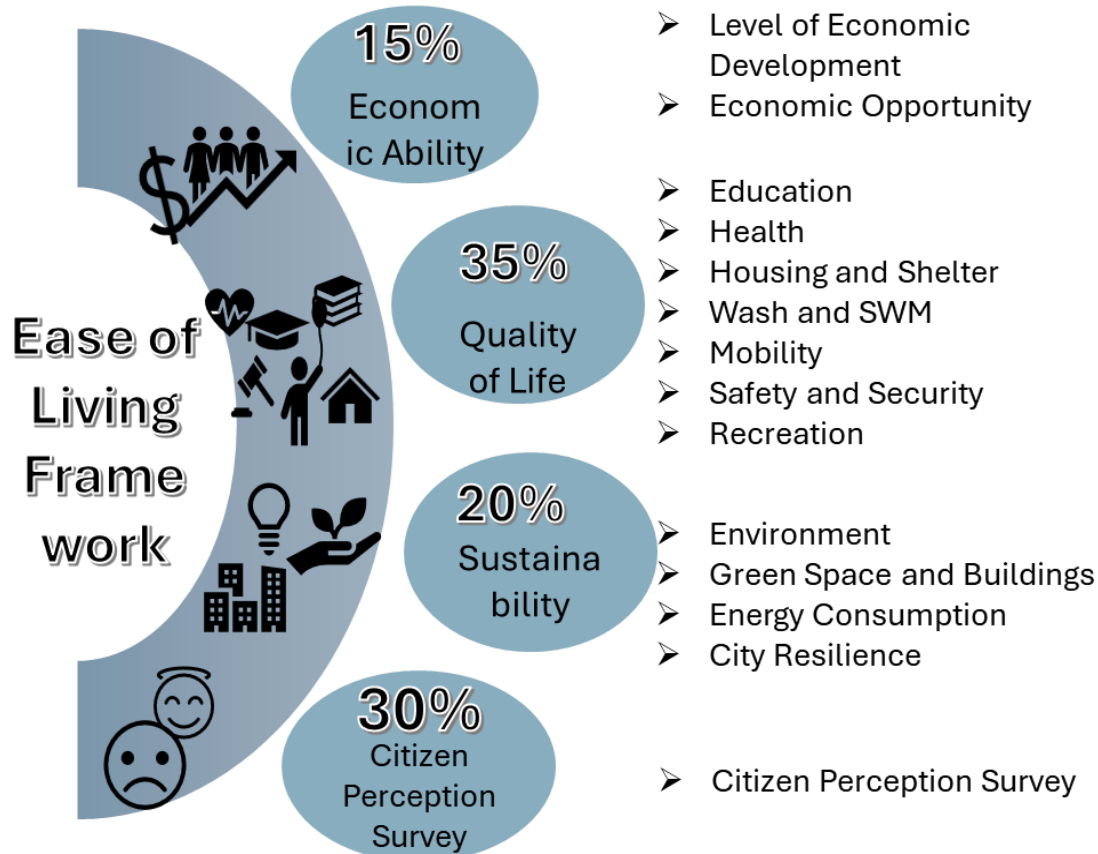 Ease of
Living
Frame
work
15%
Econom
ic Ability
➢ Level of Economic
Development
➢ Economic Opportunity
35%
Quality
of Life
➢ Education
➢ Health
➢ Housing and Shelter
➢ Wash and SWM
➢ Mobility
➢ Safety and Security
➢ Recreation
20%
Sustaina
bility
➢ Environment
➢ Green Space and Buildings
➢ Energy Consumption
➢ City Resilience
30%
Citizen
Perception
Survey
➢ Citizen Perception Survey